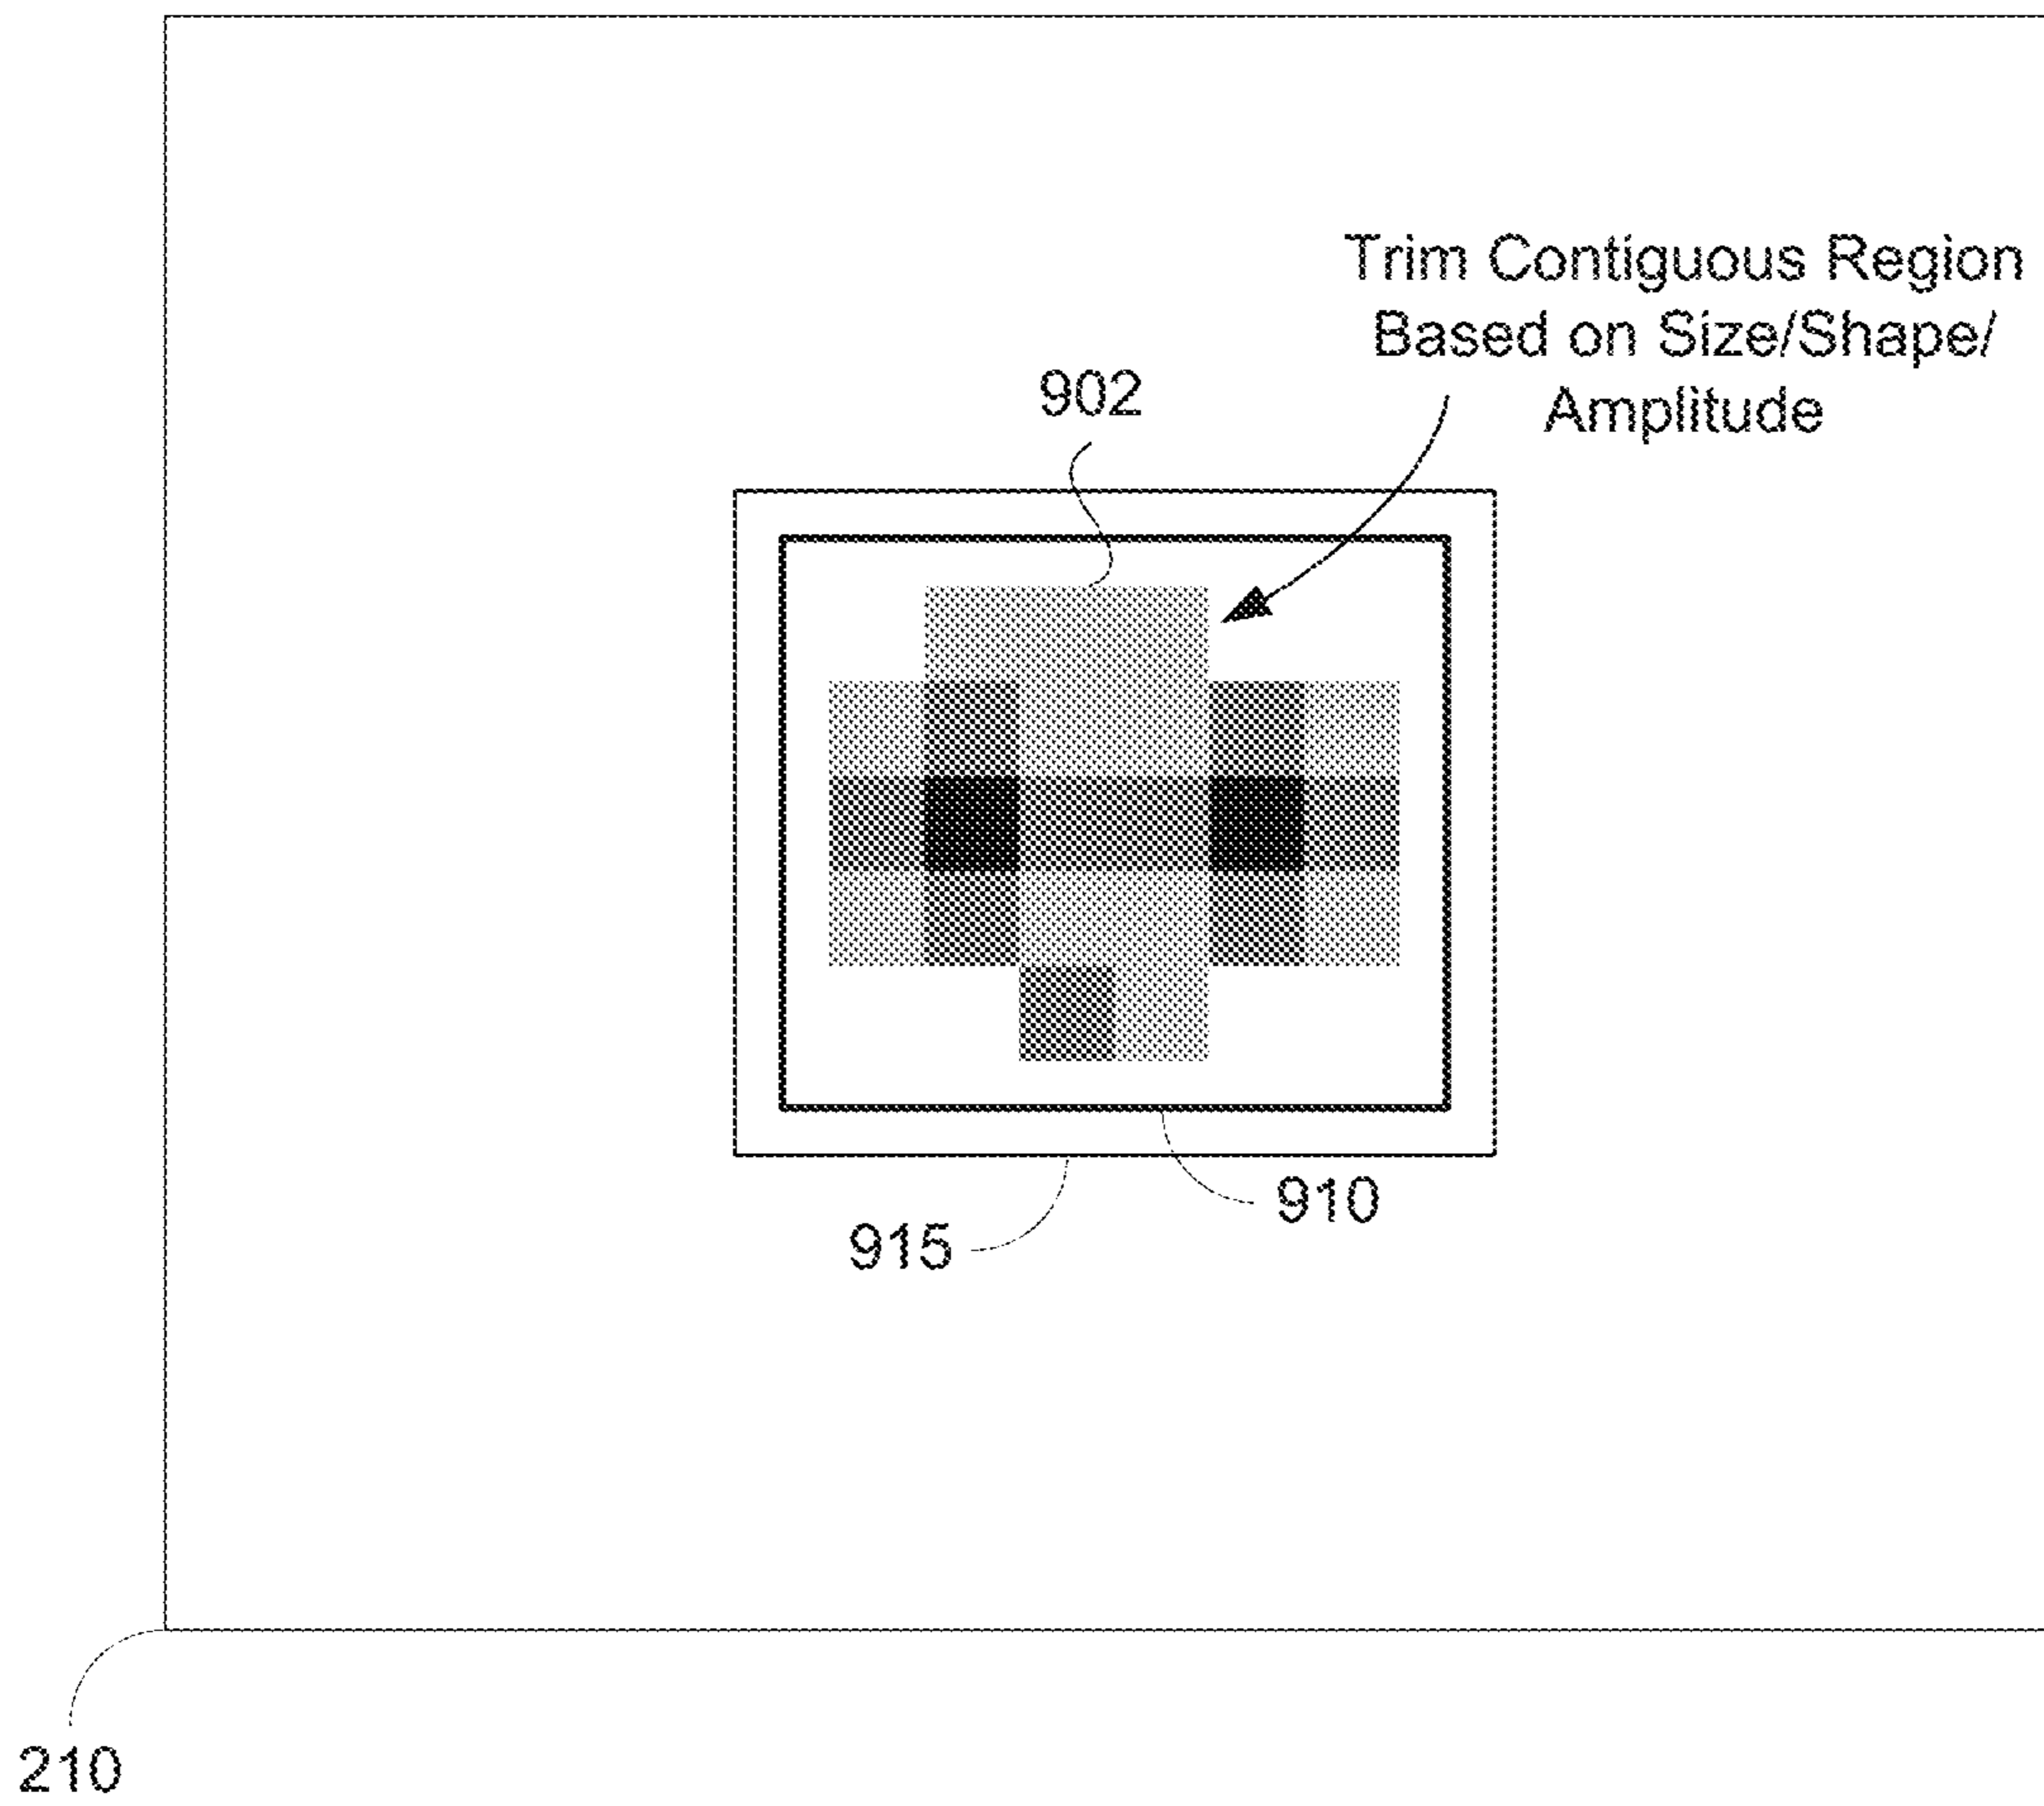 Trim Contiguous Region
Based on Size/Shape/
Amplitude
902
910
915
210